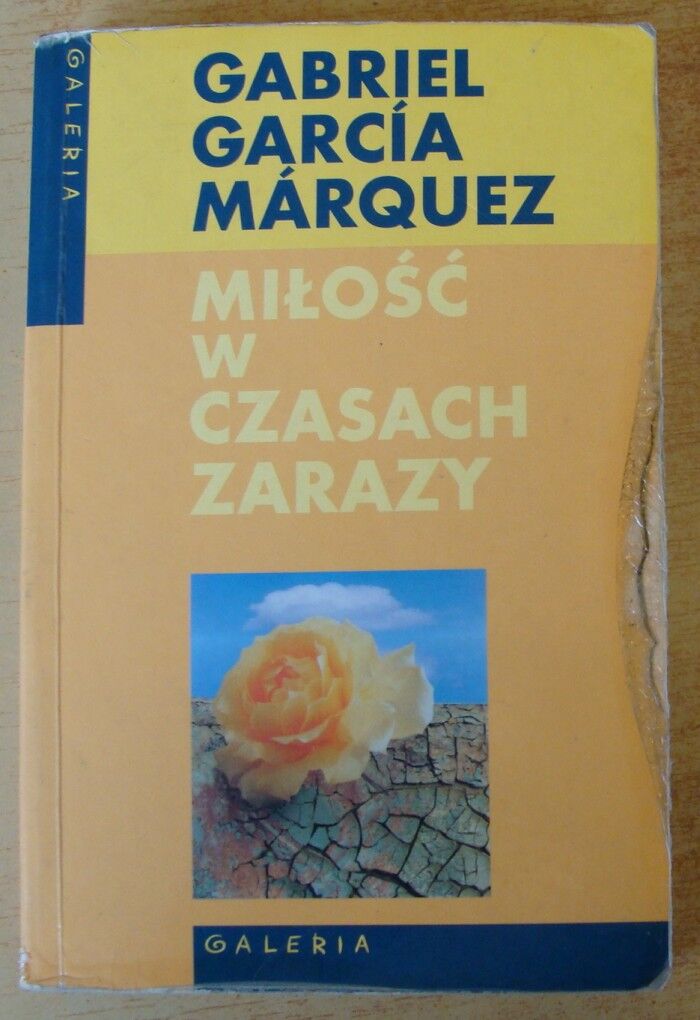 GALERIA
GABRIEL
GARCÍA
MÁRQUEZ
MIŁOŚĆ
W
CZASACH
ZARAZY
GALERIA